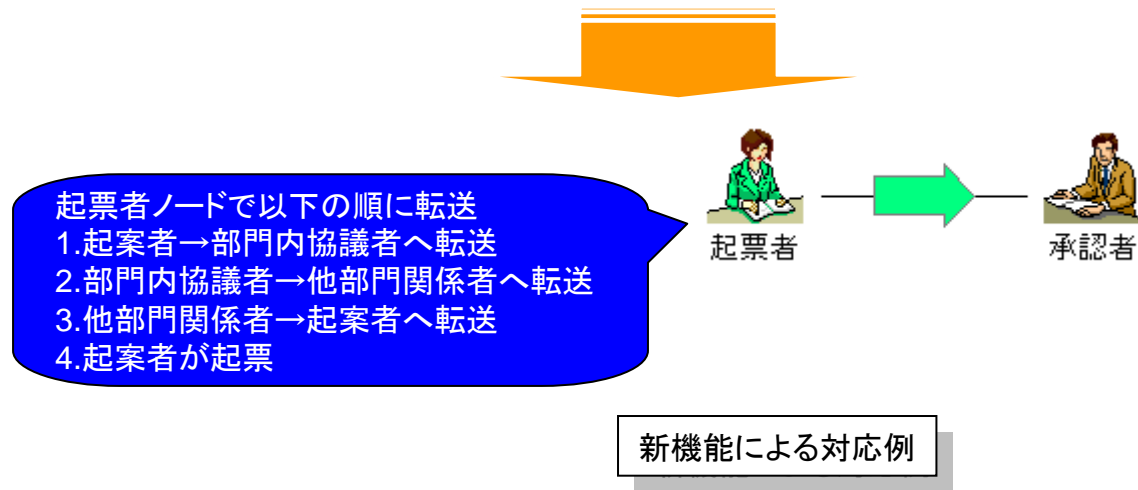 起票者ノードで以下の順に転送
1.起案者→部門内協議者へ転送
2.部門内協議者→他部門関係者へ転送
3.他部門関係者→起案者へ転送
4.起案者が起票
起票者
承認者
新機能による対応例